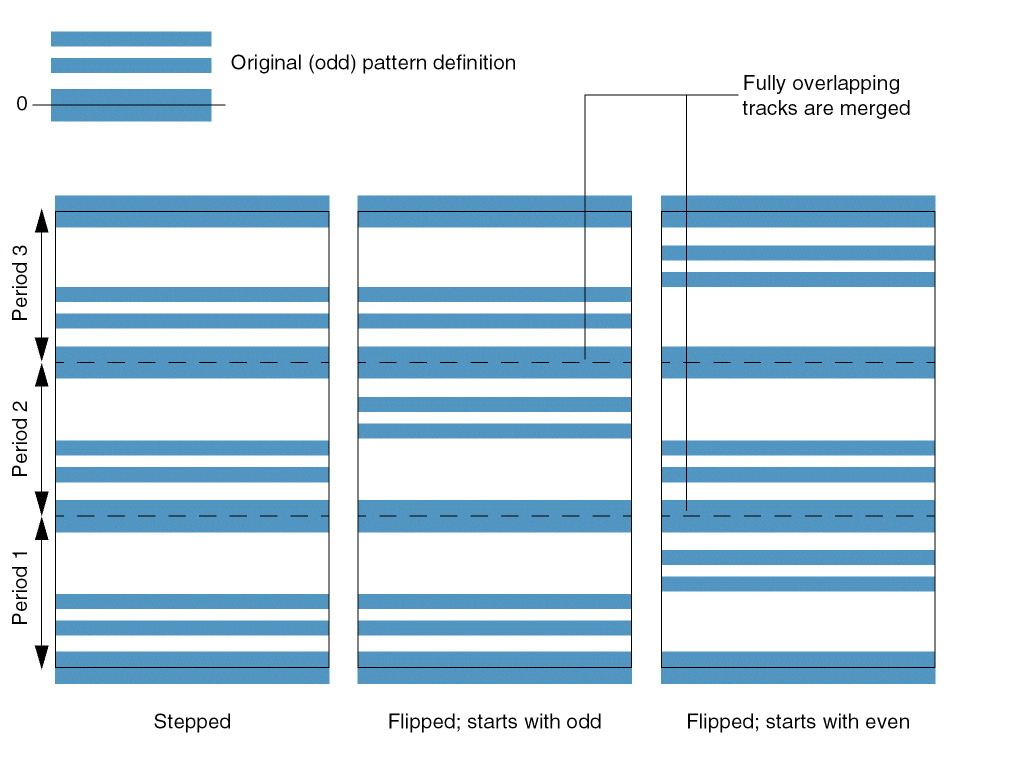 Original (odd) pattern definition
0
Fully overlapping
tracks are merged
Period 3
Period 2
Period 1
Stepped
Flipped; starts with odd
Flipped; starts with even